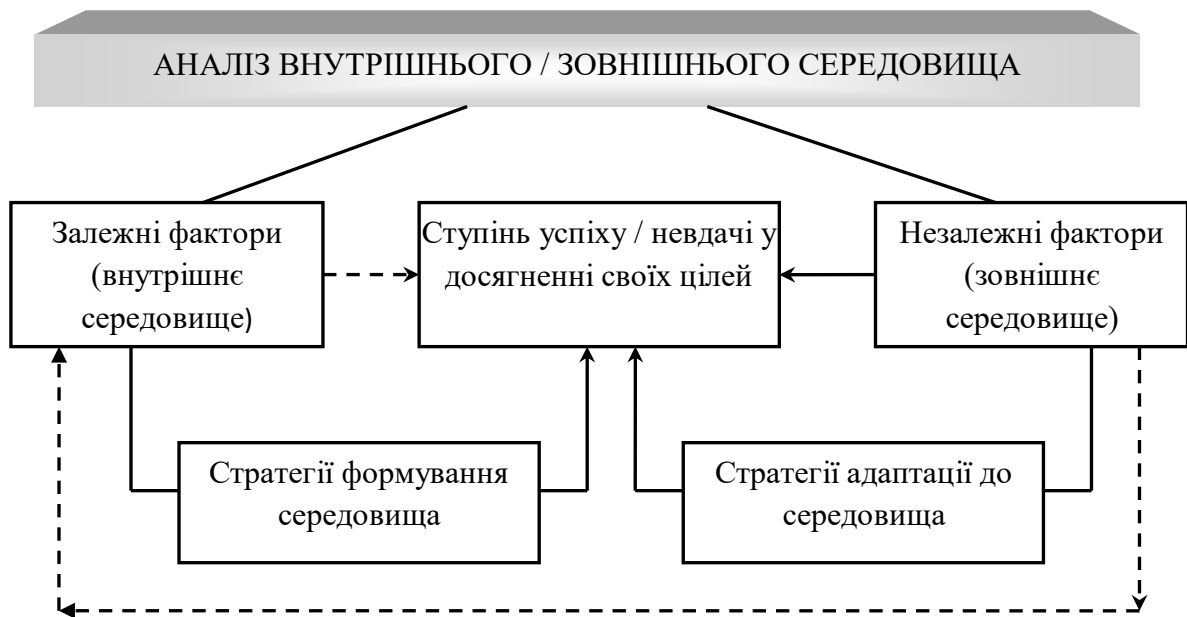 АНАЛІЗ ВНУТРІШНЬОГО / ЗОВНІШНЬОГО СЕРЕДОВИЩА
Залежні фактори
(внутрішнє
середовище)
Ступінь успіху / невдачі у
досягненні своїх цілей
Незалежні фактори
(зовнішнє
середовище)
Стратегії формування
середовища
Стратегії адаптації до
середовища